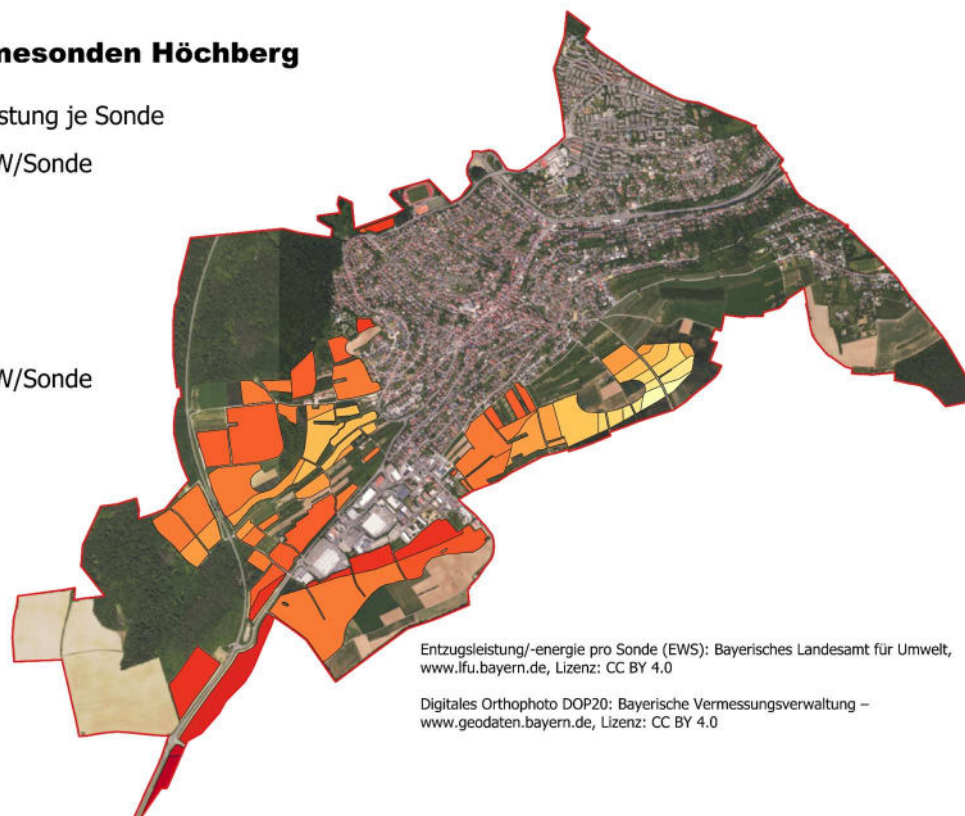 nesonden Höchberg
stung je Sonde
W/Sonde
W/Sonde
Entzugsleistung/-energie pro Sonde (EWS): Bayerisches Landesamt für Umwelt,
www.lfu.bayern.de, Lizenz: CC BY 4.0
Digitales Orthophoto DOP20: Bayerische Vermessungsverwaltung –
www.geodaten.bayern.de, Lizenz: CC BY 4.0